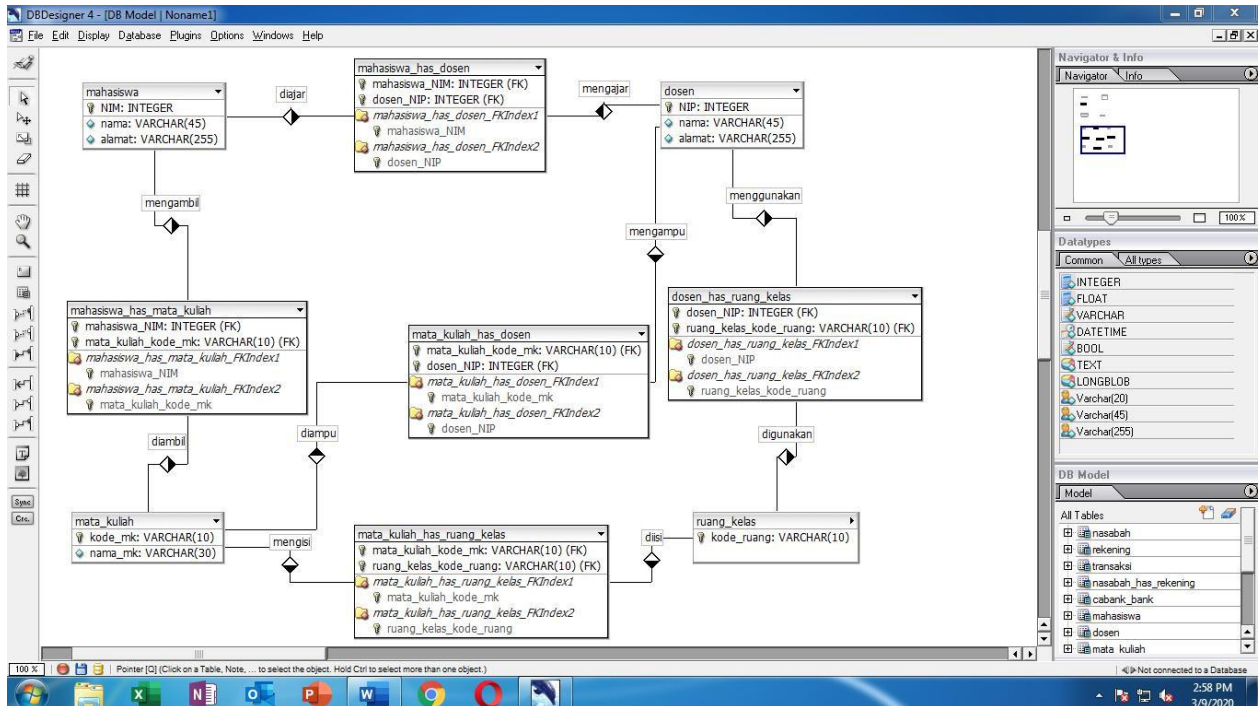 DBDesigner 4 - [DB Model | Noname1]
File Edit Display Database Plugins Options Windows Help
mahasiswa
NIM: INTEGER
nama: VARCHAR(45)
alamat: VARCHAR(255)
diajar
mahasiswa_has_dosen
mahasiswa_NIM: INTEGER (FK)
dosen_NIP: INTEGER (FK)
mahasiswa_has_dosen_FKIndex1
mahasiswa_NIM
mahasiswa_has_dosen_FKIndex2
dosen_NIP
mengajar
dosen
NIP: INTEGER
nama: VARCHAR(45)
alamat: VARCHAR(255)
mengambil
mengampu
menggunakan
mahasiswa_has_mata_kuliah
mahasiswa_NIM: INTEGER (FK)
mata_kuliah_kode_mk: VARCHAR(10) (FK)
mahasiswa_has_mata_kuliah_FKIndex1
mahasiswa_NIM
mahasiswa_has_mata_kuliah_FKIndex2
mata_kuliah_kode_mk
mata_kuliah_has_dosen
mata_kuliah_kode_mk: VARCHAR(10) (FK)
dosen_NIP: INTEGER (FK)
mata_kuliah_has_dosen_FKIndex1
mata_kuliah_kode_mk
mata_kuliah_has_dosen_FKIndex2
dosen_NIP
dosen_has_ruang_kelas
dosen_NIP: INTEGER (FK)
ruang_kelas_kode_ruang: VARCHAR(10) (FK)
dosen_has_ruang_kelas_FKIndex1
dosen_NIP
dosen_has_ruang_kelas_FKIndex2
ruang_kelas_kode_ruang
diambil
diampu
digunakan
mata_kuliah
kode_mk: VARCHAR(10)
nama_mk: VARCHAR(30)
mengisi
mata_kuliah_has_ruang_kelas
mata_kuliah_kode_mk: VARCHAR(10) (FK)
ruang_kelas_kode_ruang: VARCHAR(10) (FK)
mata_kuliah_has_ruang_kelas_FKIndex1
mata_kuliah_kode_mk
mata_kuliah_has_ruang_kelas_FKIndex2
ruang_kelas_kode_ruang
diisi
ruang_kelas
kode_ruang: VARCHAR(10)
Sync
Crc.
Navigator & Info
Navigator Info
100%
Datatypes
Common All types
INTEGER
FLOAT
VARCHAR
DATETIME
BOOL
TEXT
LONGBLOB
Varchar(20)
Varchar(45)
Varchar(255)
DB Model
Model
All Tables
nasabah
rekening
transaksi
nasabah_has_rekening
cabank_bank
mahasiswa
dosen
mata_kuliah
100 % Pointer [Q] (Click on a Table, Note, ... to select the object. Hold Ctrl to select more than one object.) Not connected to a Database
2:58 PM
3/9/2020